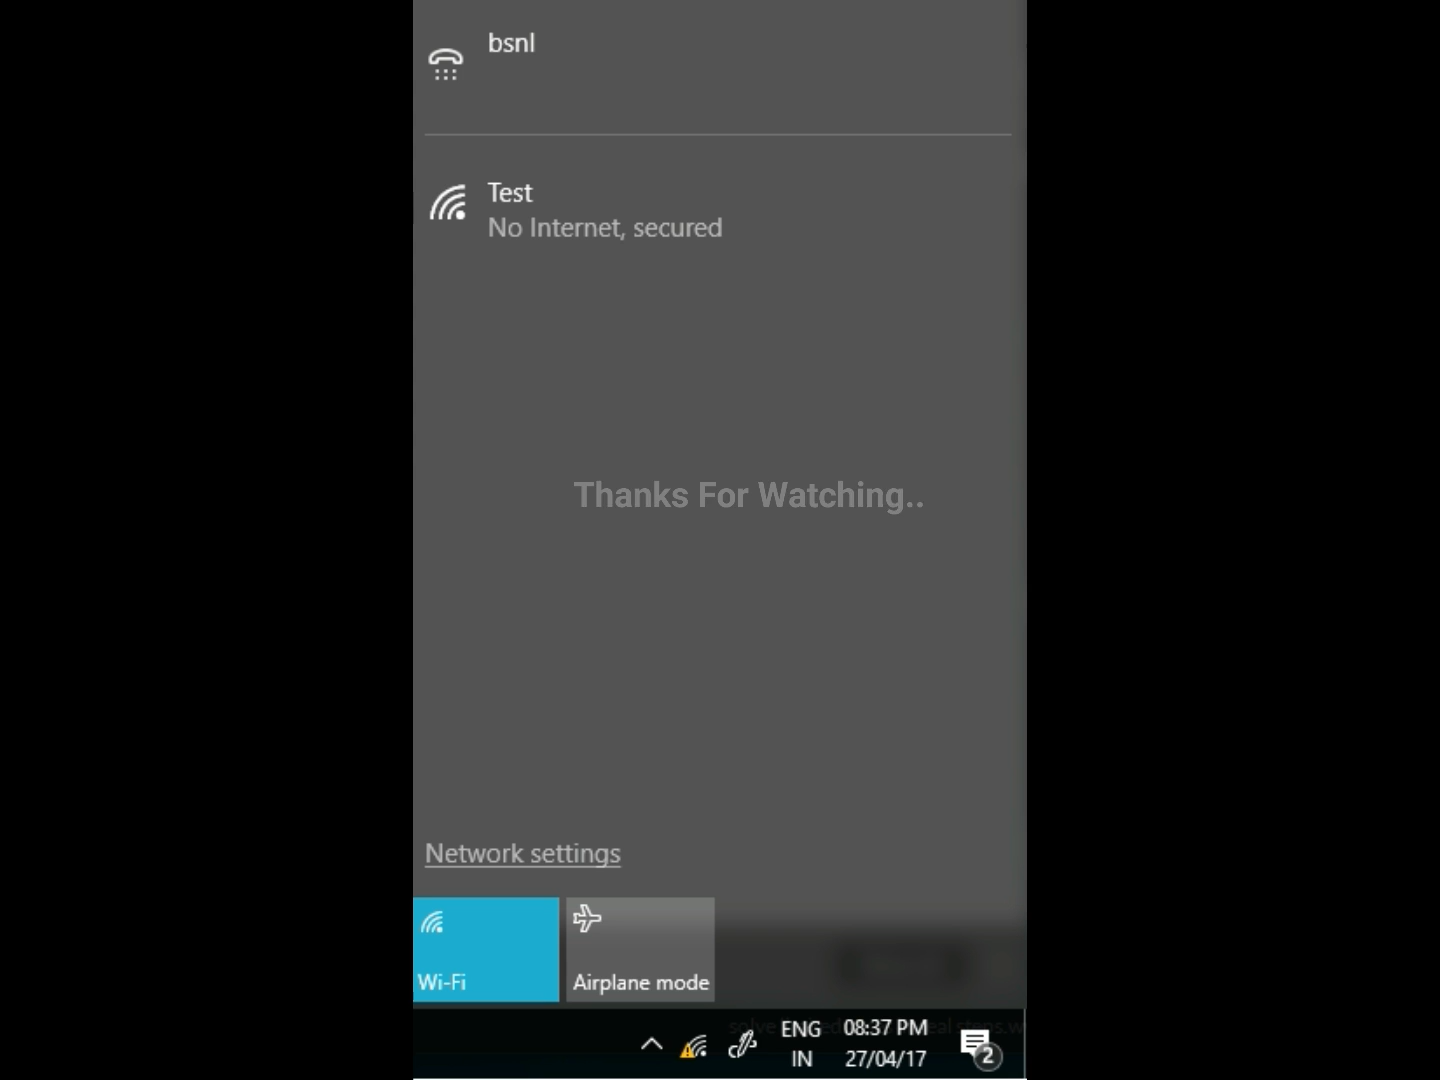 bsnl
Test
No Internet, secured
Thanks For Watching..
Network settings
Wi-Fi
Airplane mode
ENG
08:37 PM
IN
27/04/17
2